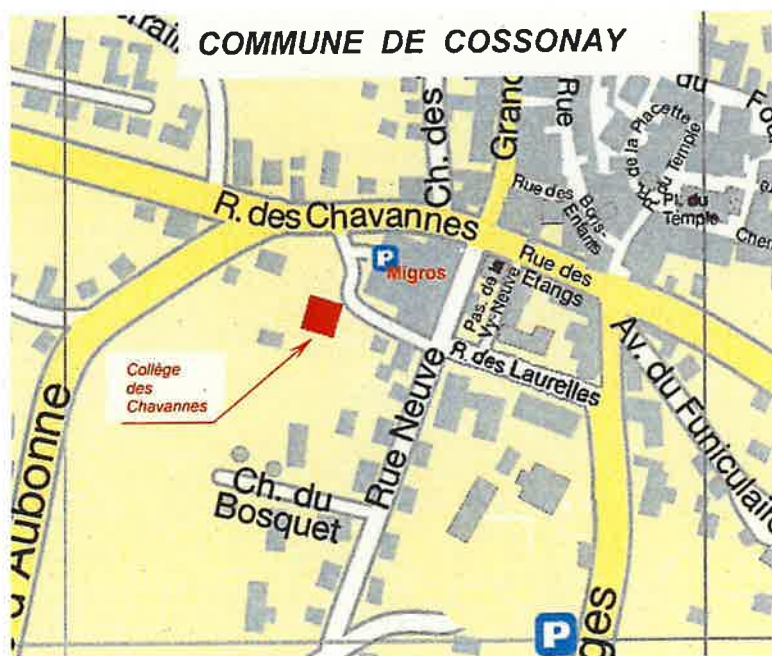 COMMUNE DE COSSONAY
du
Ch. des
Grand
Rue
de la Placette
du Temple
Rue des
Bons-
Enfants
Pl. du
Temple
Chem
R. des Chavannes
P
Migros
Rue des
Etangs
Pas. de la
Vy-Neuve
R. des Laurelles
Av. du Funiculaire
Collège
des
Chavannes
Rue Neuve
Ch. du
Bosquet
d'Aubonne
P
ges